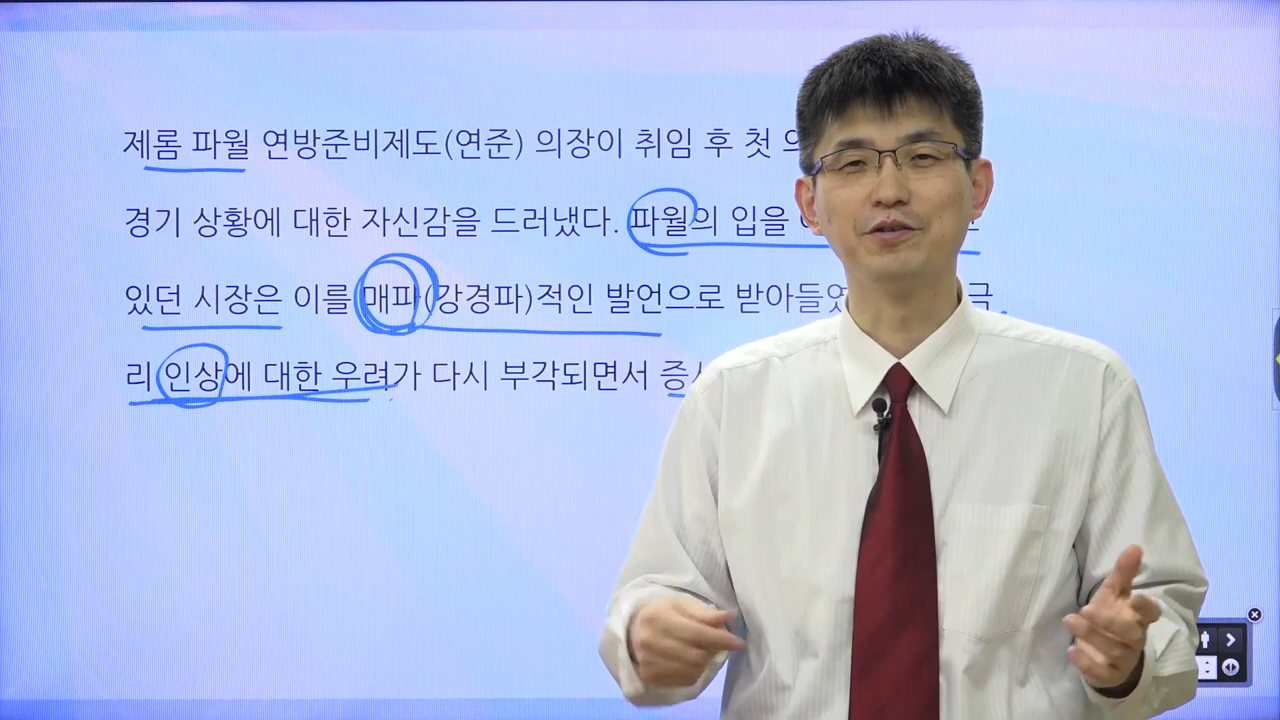 제롬 파월 연방준비제도(연준) 의장이 취임 후 첫
경기 상황에 대한 자신감을 드러냈다. 파월의 입을
있던 시장은 이를 매파(강경파)적인 발언으로 받아들 금
리 인상에 대한 우려가 다시 부각되면서